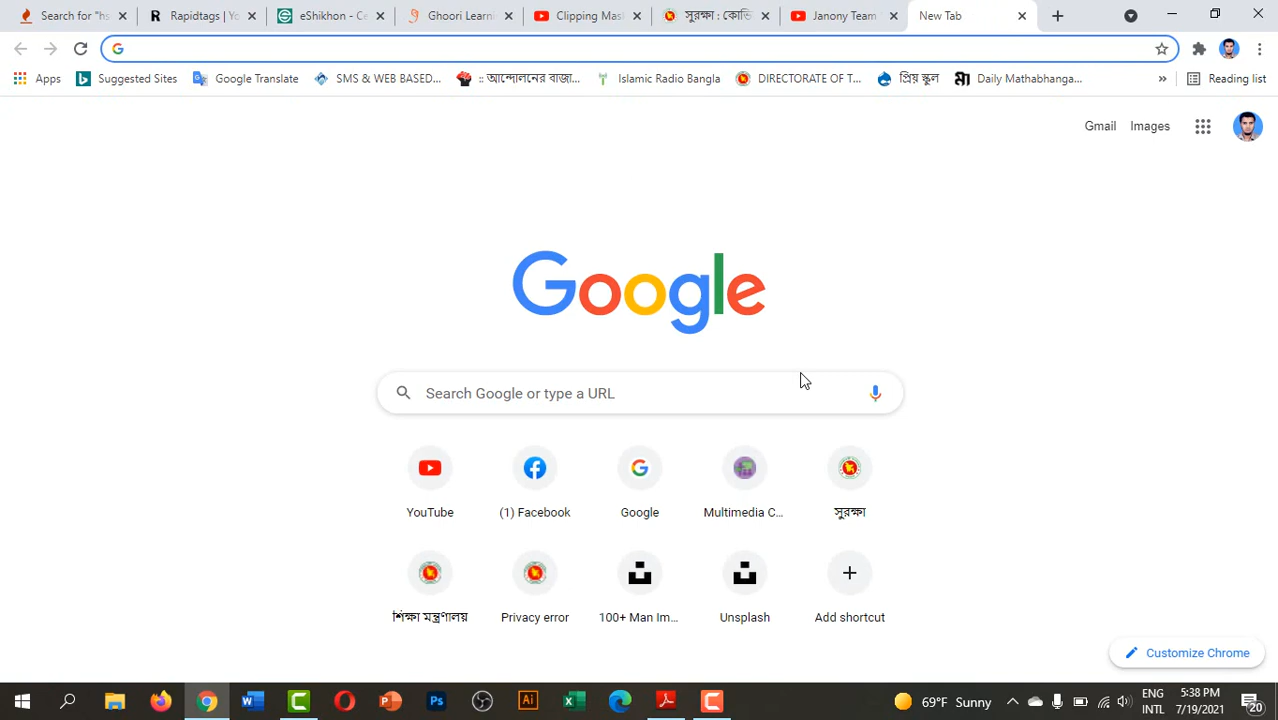 Search for "hs
Rapidtags | Yo
eShikhon - Ce
Ghoori Learni
Clipping Mas
সুরক্ষা : কোভি
Janony Team
New Tab
Apps
Suggested Sites
Google Translate
SMS & WEB BASED...
:: আন্দোলনের বাজা...
Islamic Radio Bangla
DIRECTORATE OF T...
প্রিয় স্কুল
Daily Mathabhanga...
»
Reading list
Gmail
Images
Google
Search Google or type a URL
YouTube
(1) Facebook
Google
Multimedia C...
সুরক্ষা
শিক্ষা মন্ত্রণালয়
Privacy error
100+ Man Im...
Unsplash
Add shortcut
Customize Chrome
69°F Sunny
ENG
INTL
5:38 PM
7/19/2021
20